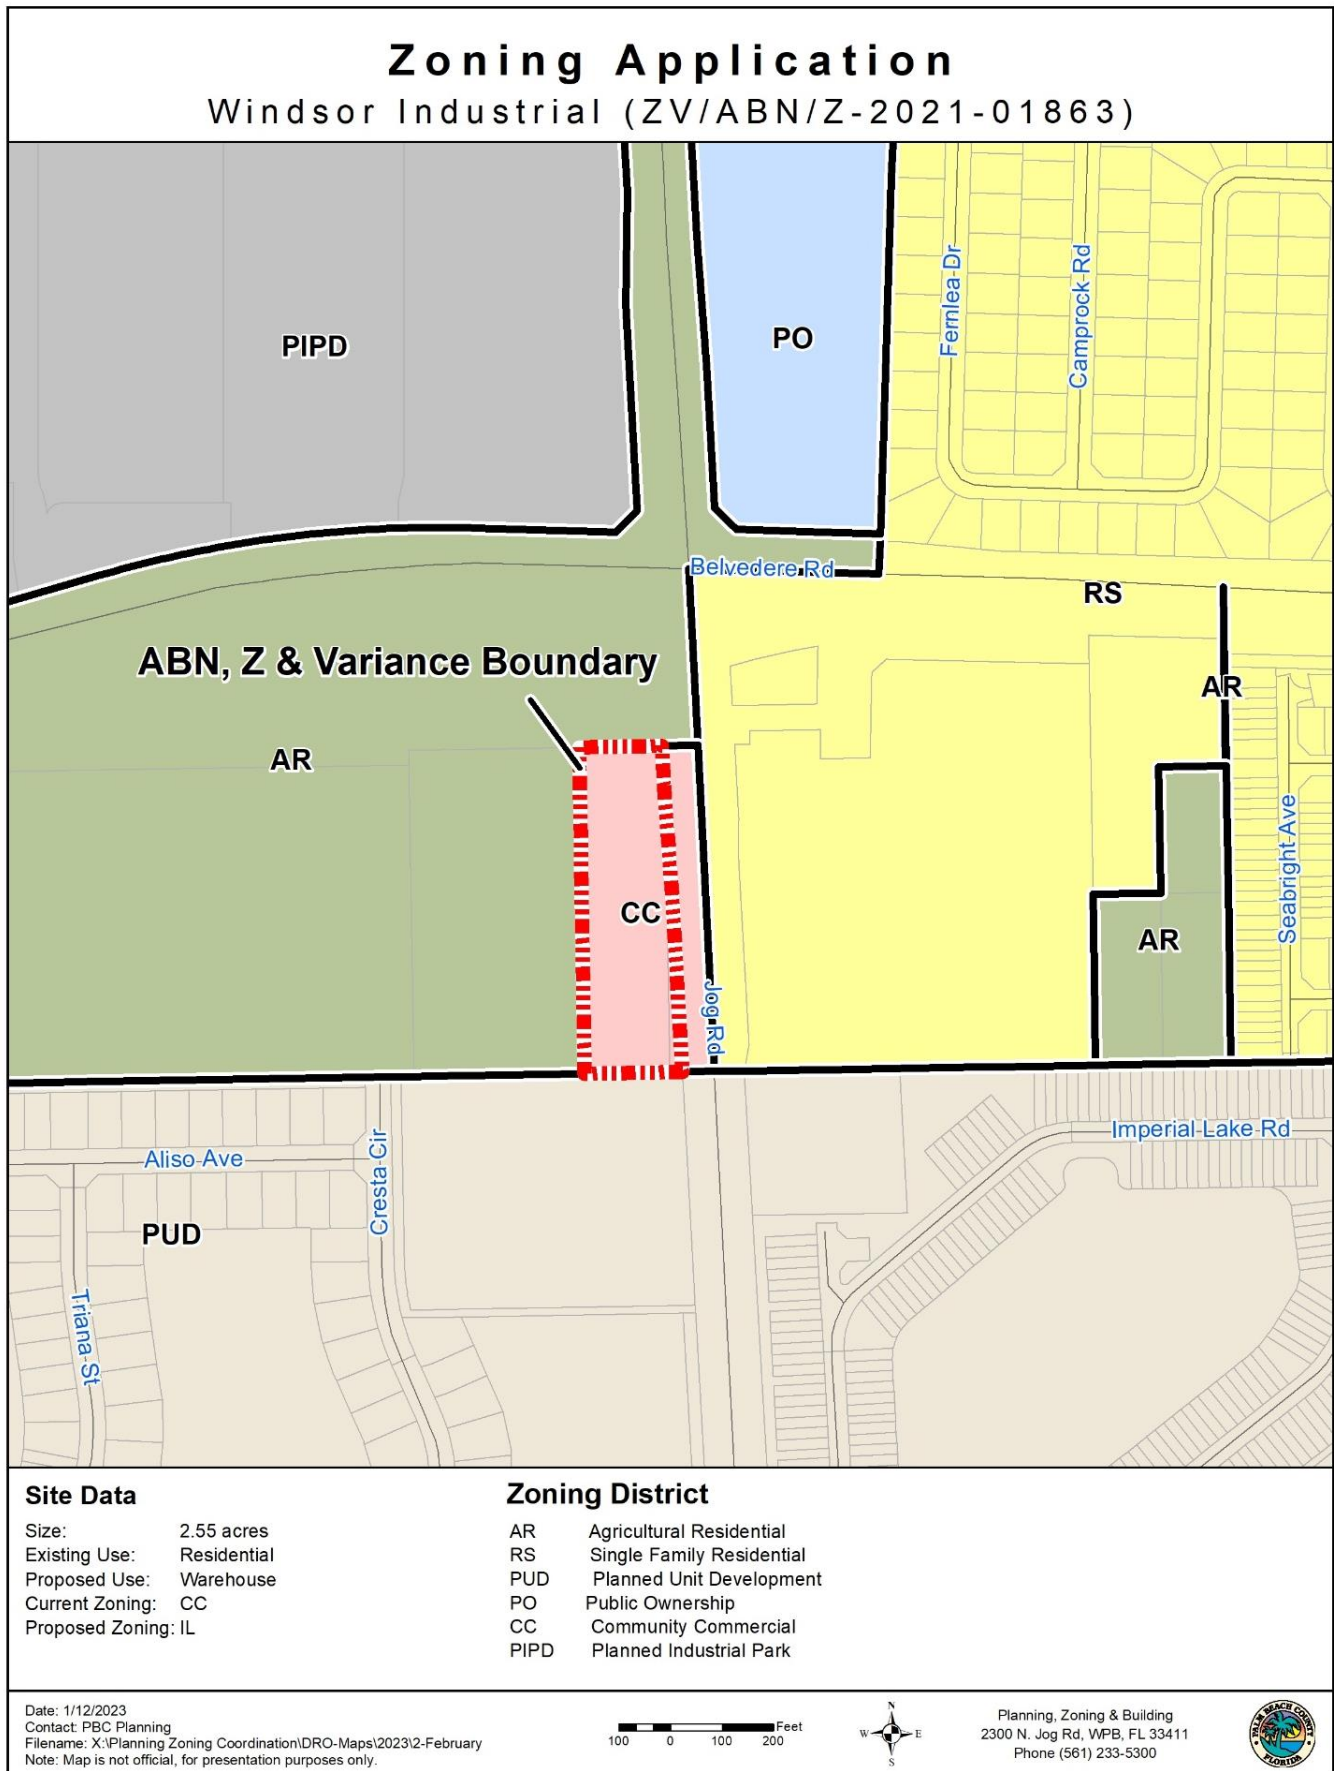 Zoning Application
Windsor Industrial (ZV/ABN/Z-2021-01863)
PIPD
PO
Fernlea Dr
Camprock Rd
Belvedere Rd
RS
ABN, Z & Variance Boundary
AR
AR
CC
AR
Seabright Ave
Jog Rd
Imperial Lake Rd
Aliso Ave
Cresta Cir
PUD
Triana St
Site Data
Size: 2.55 acres
Existing Use: Residential
Proposed Use: Warehouse
Current Zoning: CC
Proposed Zoning: IL
Zoning District
AR Agricultural Residential
RS Single Family Residential
PUD Planned Unit Development
PO Public Ownership
CC Community Commercial
PIPD Planned Industrial Park
Date: 1/12/2023
Contact: PBC Planning
Filename: X:\Planning Zoning Coordination\DRO-Maps\2023\2-February
Note: Map is not official, for presentation purposes only.
Feet
100 0 100 200
N
W E
S
Planning, Zoning & Building
2300 N. Jog Rd, WPB, FL 33411
Phone (561) 233-5300
PALM BEACH COUNTY
FLORIDA